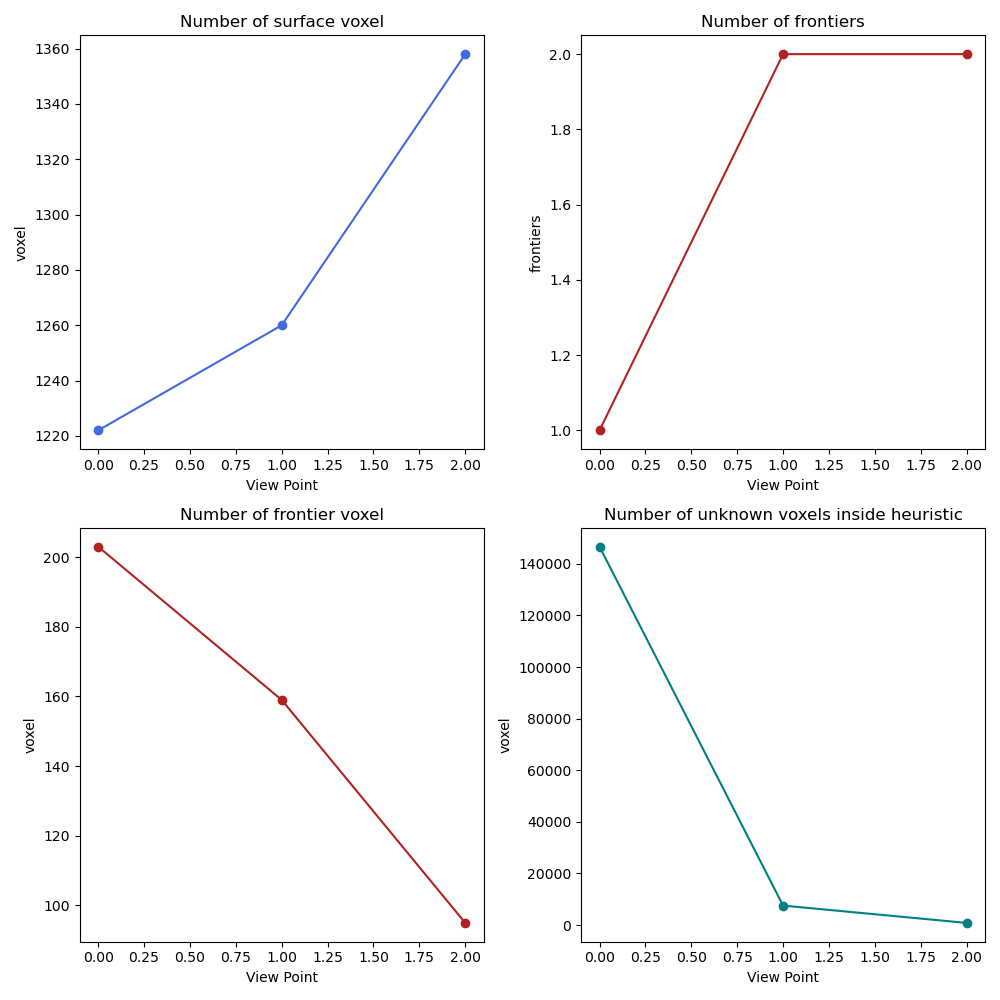 Number of surface voxel
1360
1340
1320
1300
1280
1260
1240
1220
voxel
0.00 0.25 0.50 0.75 1.00 1.25 1.50 1.75 2.00
View Point
Number of frontiers
2.0
1.8
1.6
1.4
1.2
1.0
frontiers
0.00 0.25 0.50 0.75 1.00 1.25 1.50 1.75 2.00
View Point
Number of frontier voxel
200
180
160
140
120
100
voxel
0.00 0.25 0.50 0.75 1.00 1.25 1.50 1.75 2.00
View Point
Number of unknown voxels inside heuristic
140000
120000
100000
80000
60000
40000
20000
0
voxel
0.00 0.25 0.50 0.75 1.00 1.25 1.50 1.75 2.00
View Point